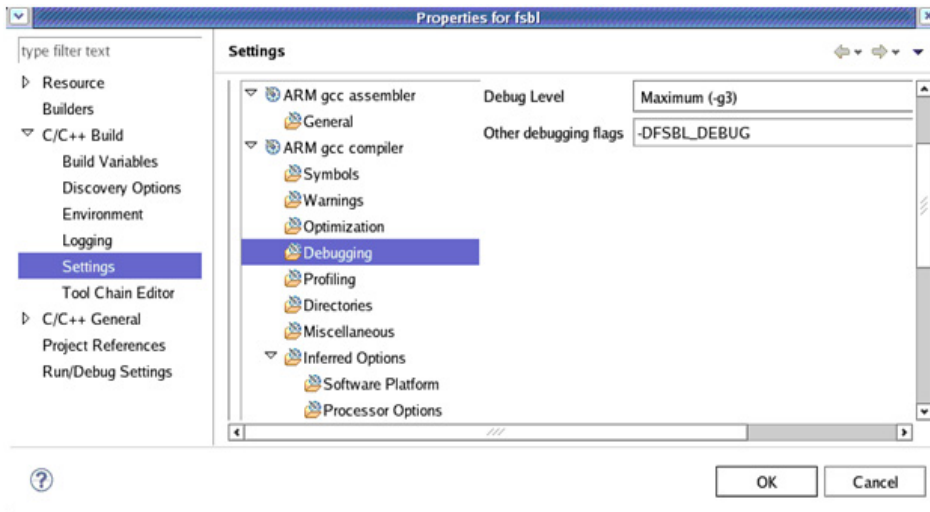 Properties for fsbl
type filter text
Resource
Builders
C/C++ Build
Build Variables
Discovery Options
Environment
Logging
Settings
Tool Chain Editor
C/C++ General
Project References
Run/Debug Settings
Settings
ARM gcc assembler
General
ARM gcc compiler
Symbols
Warnings
Optimization
Debugging
Profiling
Directories
Miscellaneous
Inferred Options
Software Platform
Processor Options
Debug Level Maximum (-g3)
Other debugging flags -DFSBL_DEBUG
OK Cancel